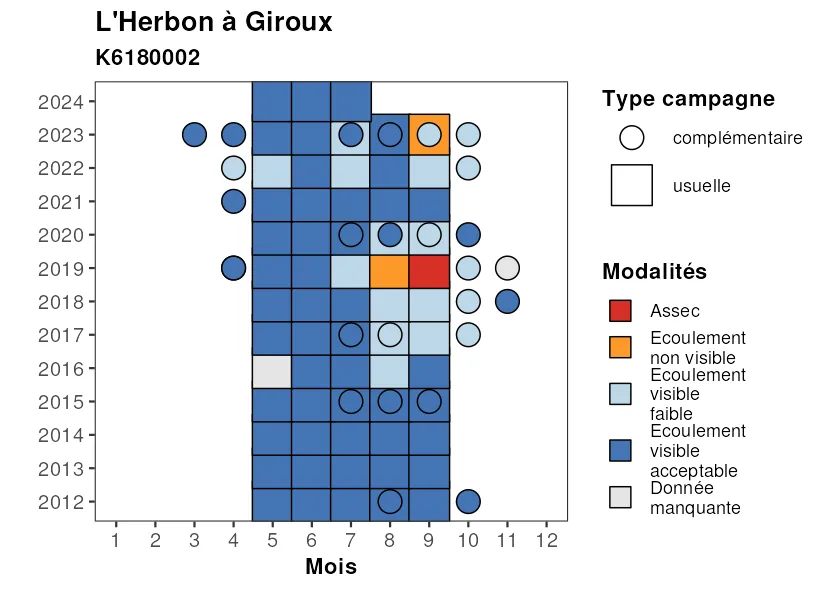 L'Herbon à Giroux
K6180002
2024
2023
2022
2021
2020
2019
2018
2017
2016
2015
2014
2013
2012
1 2 3 4 5 6 7 8 9 10 11 12
Mois
Type campagne
complémentaire
usuelle
Modalités
Assec
Ecoulement
non visible
Ecoulement
visible
faible
Ecoulement
visible
acceptable
Donnée
manquante